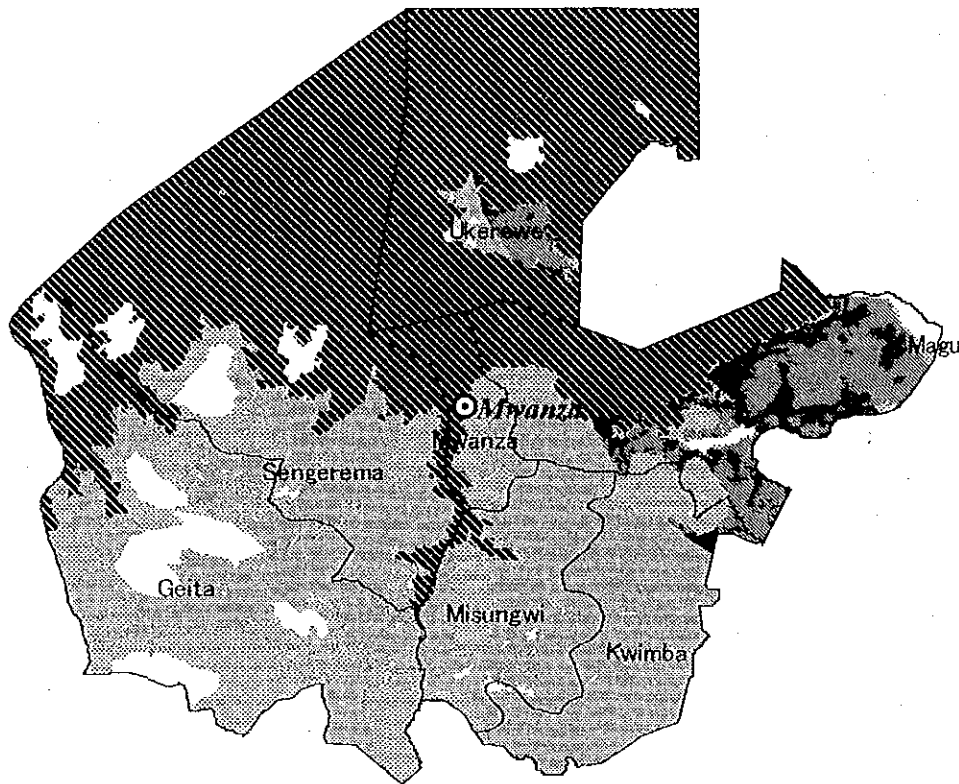 Ukerewe
Magu
Mwanza
Mwanza
Sengerema
Geita
Misungwi
Kwimba